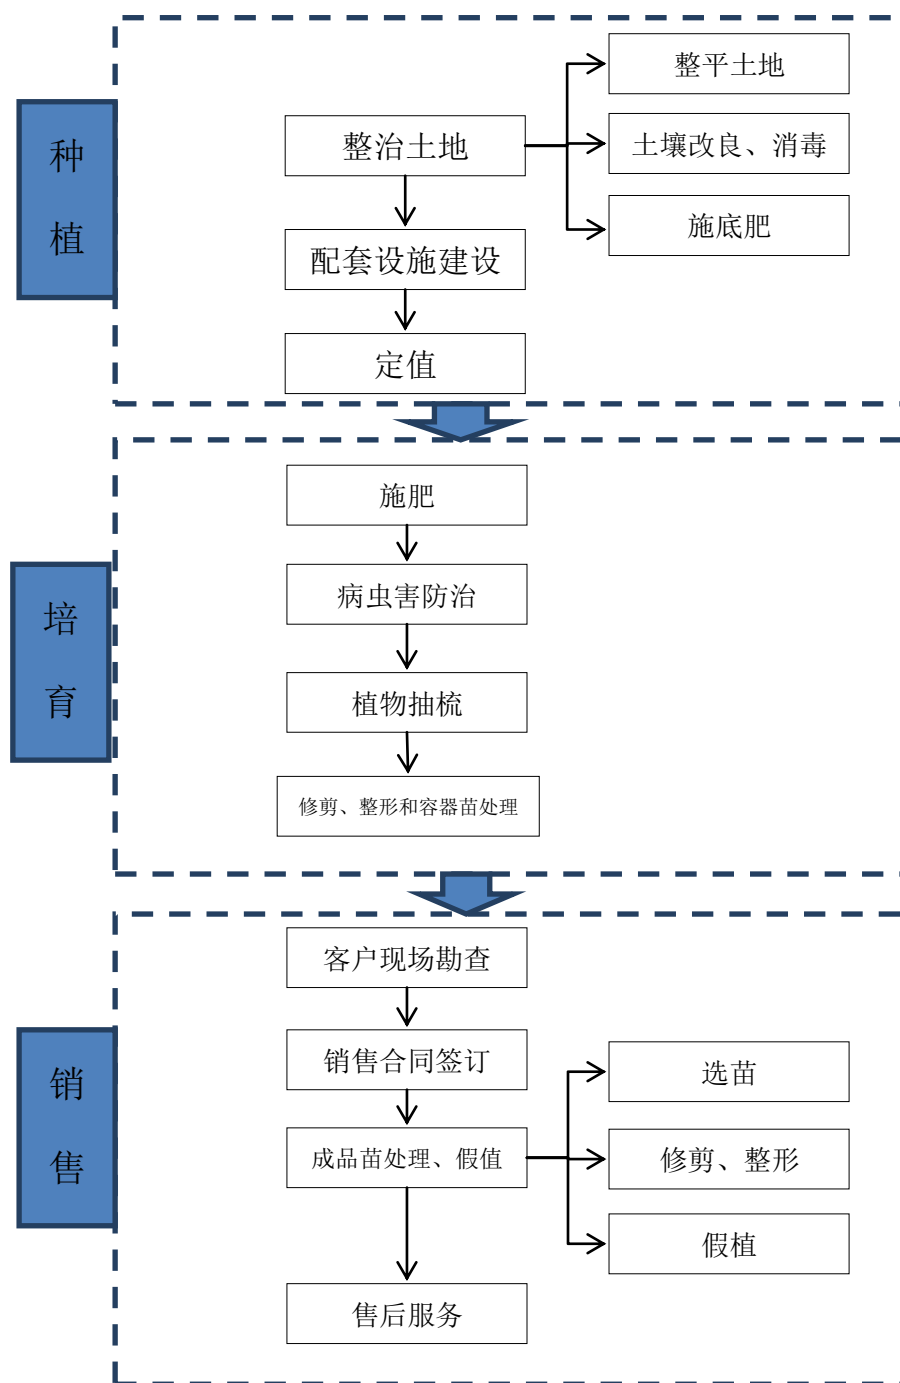 种植
整治土地
整平土地
土壤改良、消毒
施底肥
配套设施建设
定值
培育
施肥
病虫害防治
植物抽梳
修剪、整形和容器苗处理
销售
客户现场勘查
销售合同签订
成品苗处理、假值
选苗
修剪、整形
假植
售后服务